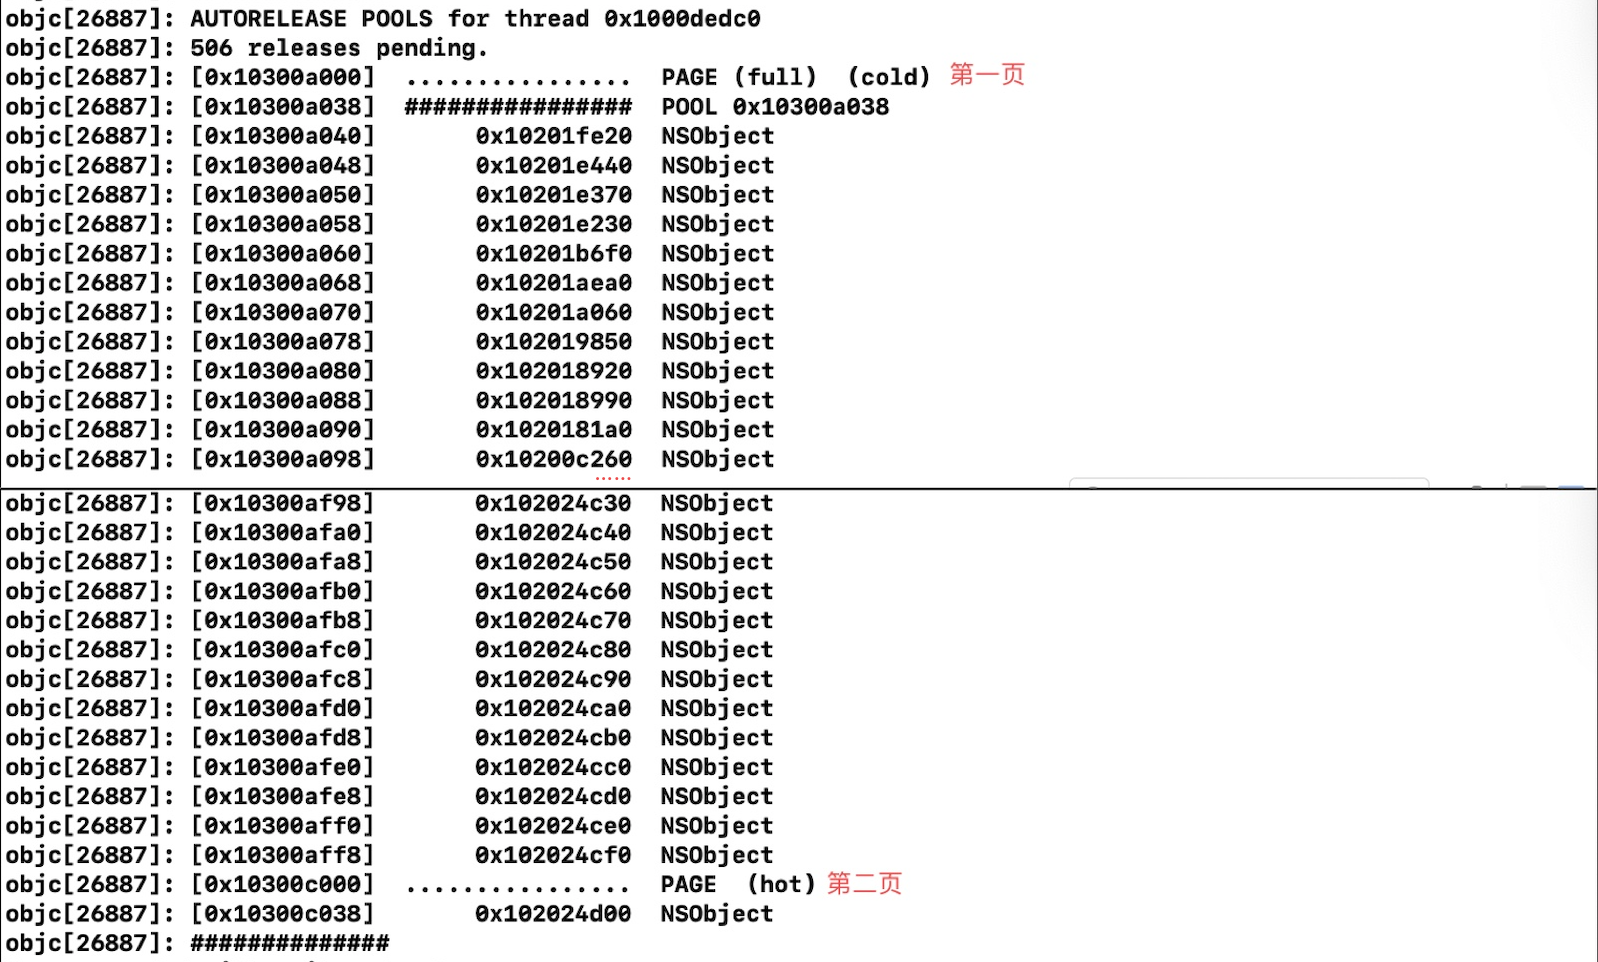 objc[26887]: AUTORELEASE POOLS for thread 0x1000dedc0
objc[26887]: 506 releases pending.
objc[26887]: [0x10300a000]  ................  PAGE (full)  (cold) 第一页
objc[26887]: [0x10300a038]  ################  POOL 0x10300a038
objc[26887]: [0x10300a040]       0x10201fe20  NSObject
objc[26887]: [0x10300a048]       0x10201e440  NSObject
objc[26887]: [0x10300a050]       0x10201e370  NSObject
objc[26887]: [0x10300a058]       0x10201e230  NSObject
objc[26887]: [0x10300a060]       0x10201b6f0  NSObject
objc[26887]: [0x10300a068]       0x10201aea0  NSObject
objc[26887]: [0x10300a070]       0x10201a060  NSObject
objc[26887]: [0x10300a078]       0x102019850  NSObject
objc[26887]: [0x10300a080]       0x102018920  NSObject
objc[26887]: [0x10300a088]       0x102018990  NSObject
objc[26887]: [0x10300a090]       0x1020181a0  NSObject
objc[26887]: [0x10300a098]       0x10200c260  NSObject
......
objc[26887]: [0x10300af98]       0x102024c30  NSObject
objc[26887]: [0x10300afa0]       0x102024c40  NSObject
objc[26887]: [0x10300afa8]       0x102024c50  NSObject
objc[26887]: [0x10300afb0]       0x102024c60  NSObject
objc[26887]: [0x10300afb8]       0x102024c70  NSObject
objc[26887]: [0x10300afc0]       0x102024c80  NSObject
objc[26887]: [0x10300afc8]       0x102024c90  NSObject
objc[26887]: [0x10300afd0]       0x102024ca0  NSObject
objc[26887]: [0x10300afd8]       0x102024cb0  NSObject
objc[26887]: [0x10300afe0]       0x102024cc0  NSObject
objc[26887]: [0x10300afe8]       0x102024cd0  NSObject
objc[26887]: [0x10300aff0]       0x102024ce0  NSObject
objc[26887]: [0x10300aff8]       0x102024cf0  NSObject
objc[26887]: [0x10300c000]  ................  PAGE  (hot) 第二页
objc[26887]: [0x10300c038]       0x102024d00  NSObject
objc[26887]: ##############